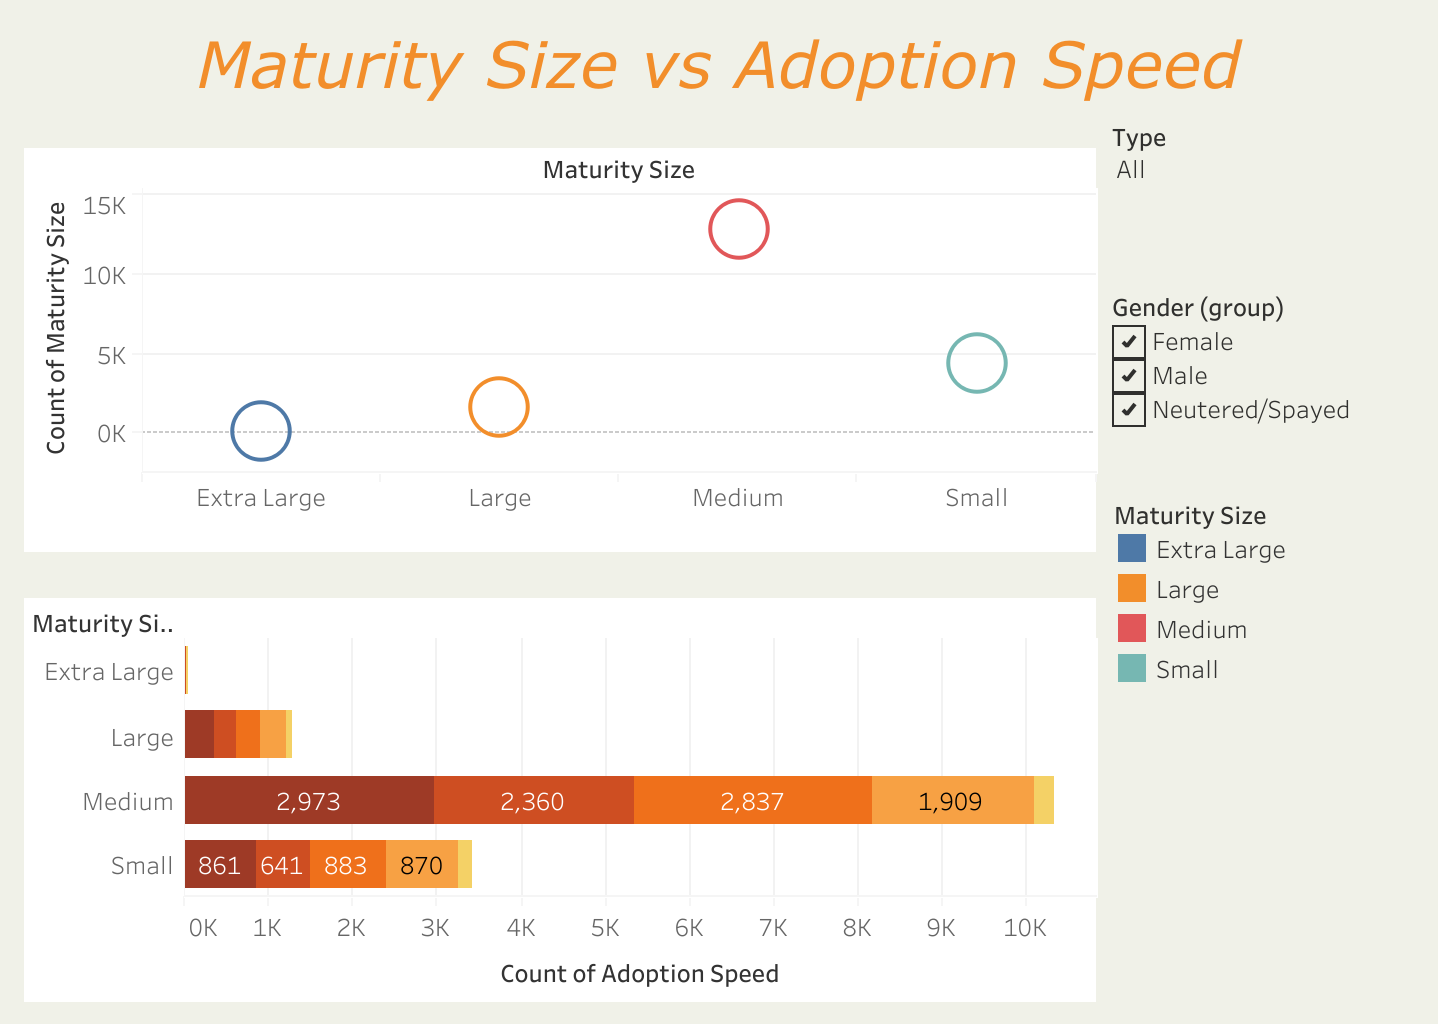 Maturity Size vs Adoption Speed
Type
All
Maturity Size
Count of Maturity Size
15K
10K
5K
0K
Extra Large Large Medium Small
Gender (group)
Female
Male
Neutered/Spayed
Maturity Size
Extra Large
Large
Medium
Small
Maturity Si..
Extra Large
Large
Medium 2,973 2,360 2,837 1,909
Small 861 641 883 870
0K 1K 2K 3K 4K 5K 6K 7K 8K 9K 10K
Count of Adoption Speed